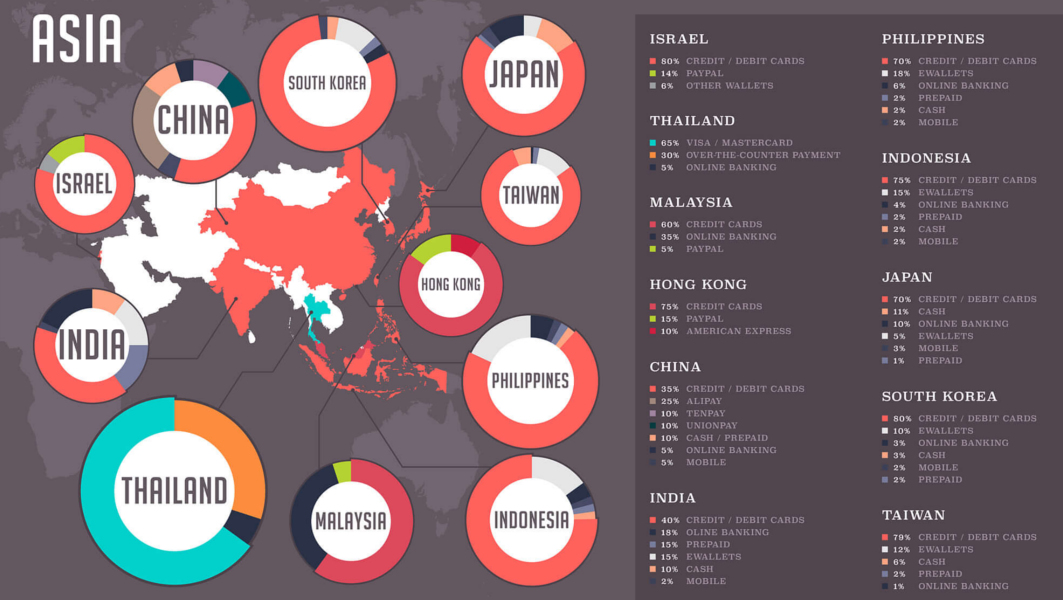 ASIA
SOUTH KOREA
JAPAN
CHINA
ISRAEL
TAIWAN
HONG KONG
INDIA
PHILIPPINES
THAILAND
MALAYSIA
INDONESIA
ISRAEL
80% CREDIT / DEBIT CARDS
14% PAYPAL
6% OTHER WALLETS
THAILAND
65% VISA / MASTERCARD
30% OVER-THE-COUNTER PAYMENT
5% ONLINE BANKING
MALAYSIA
60% CREDIT CARDS
35% ONLINE BANKING
5% PAYPAL
HONG KONG
75% CREDIT CARDS
15% PAYPAL
10% AMERICAN EXPRESS
CHINA
35% CREDIT / DEBIT CARDS
25% ALIPAY
10% TENPAY
10% UNIONPAY
10% CASH / PREPAID
5% ONLINE BANKING
5% MOBILE
INDIA
40% CREDIT / DEBIT CARDS
18% OLINE BANKING
15% PREPAID
15% EWALLETS
10% CASH
2% MOBILE
PHILIPPINES
70% CREDIT / DEBIT CARDS
18% EWALLETS
6% ONLINE BANKING
2% PREPAID
2% CASH
2% MOBILE
INDONESIA
75% CREDIT / DEBIT CARDS
15% EWALLETS
4% ONLINE BANKING
2% PREPAID
2% CASH
2% MOBILE
JAPAN
70% CREDIT / DEBIT CARDS
11% CASH
10% ONLINE BANKING
5% EWALLETS
3% MOBILE
1% PREPAID
SOUTH KOREA
80% CREDIT / DEBIT CARDS
10% EWALLETS
3% ONLINE BANKING
3% CASH
2% MOBILE
2% PREPAID
TAIWAN
79% CREDIT / DEBIT CARDS
12% EWALLETS
6% CASH
2% PREPAID
1% ONLINE BANKING